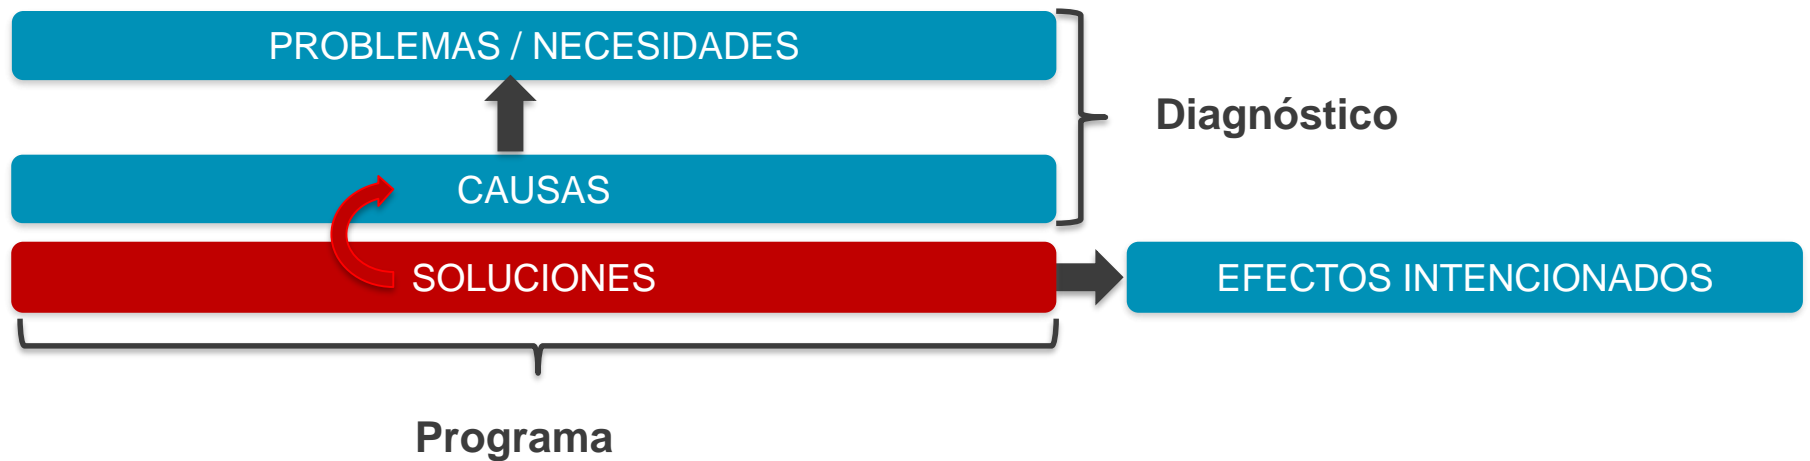 PROBLEMAS / NECESIDADES
Diagnóstico
CAUSAS
SOLUCIONES
EFECTOS INTENCIONADOS
Programa